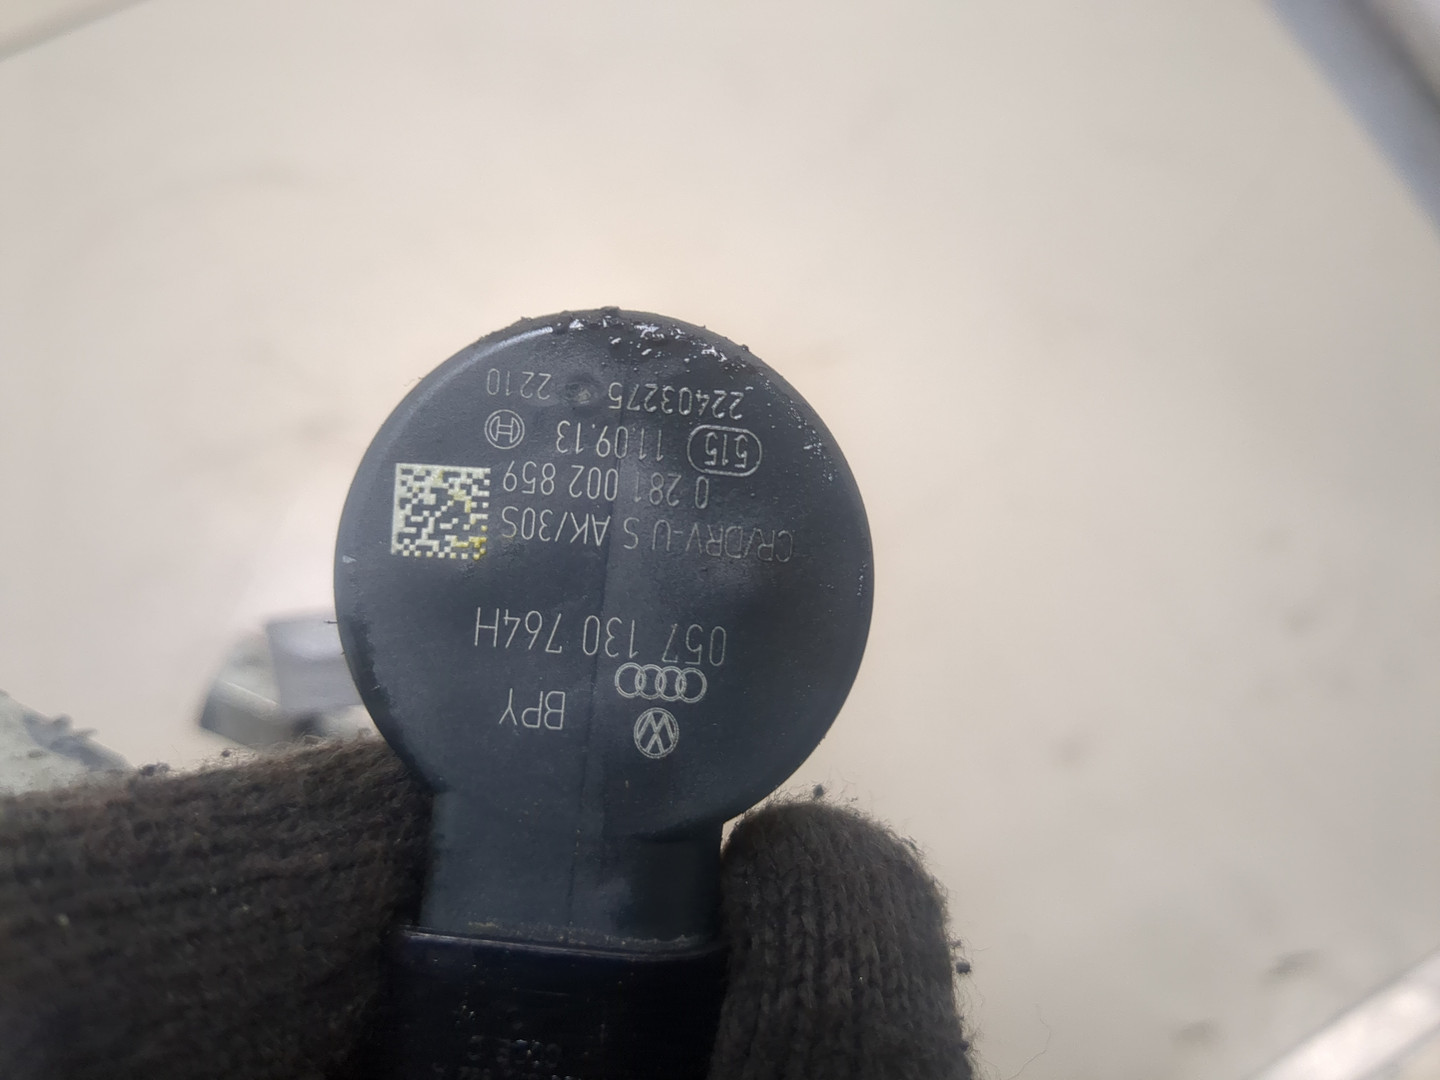 BPY
057 130 764H
CR/DRV-U S AK/30S
0 281 002 859
515 11.09.13
22403275 2210